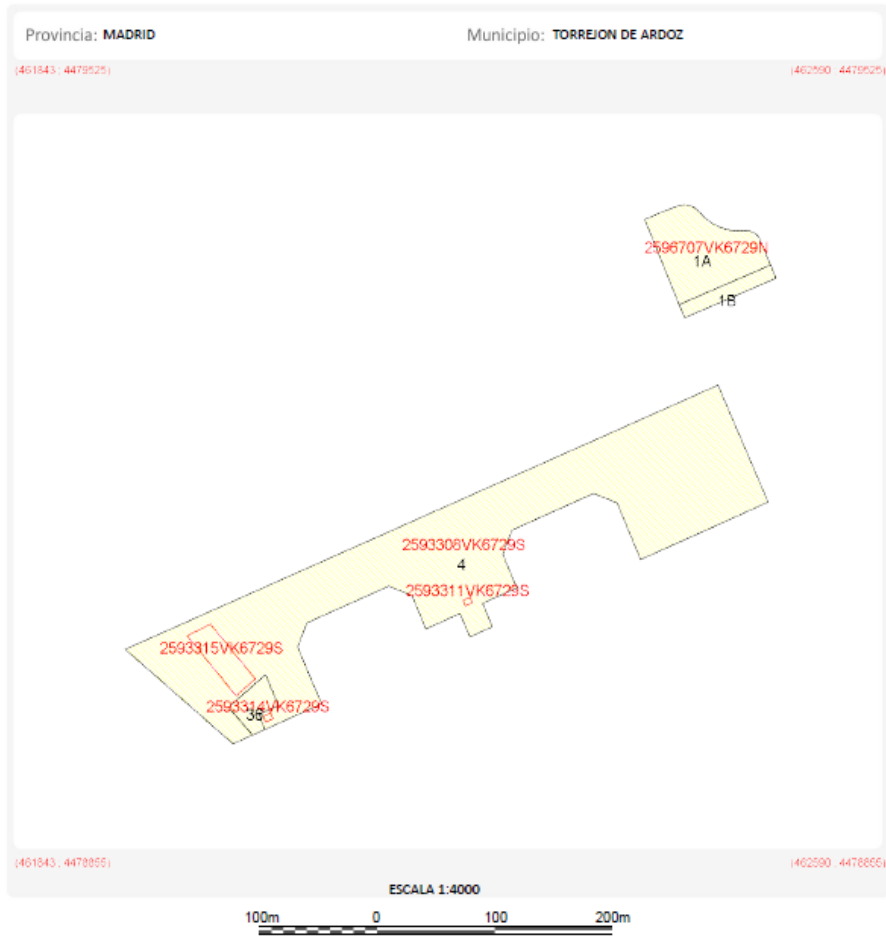 Provincia: MADRID Municipio: TORREJON DE ARDOZ
(461843 ; 4479525) (462590 ; 4479525)
2596707VK6729N
1A
1B
2593308VK6729S
4
2593311VK6729S
2593315VK6729S
2593314VK6729S
36
(461843 ; 4478855) (462590 ; 4478855)
ESCALA 1:4000
100m 0 100 200m